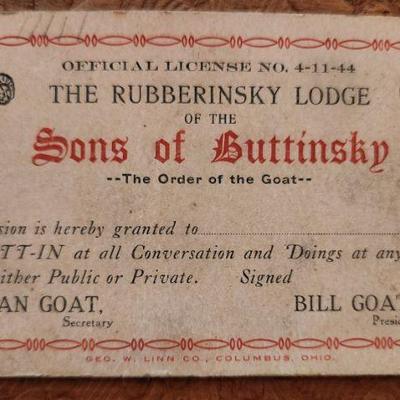 OFFICIAL LICENSE NO. 4-11-44
THE RUBBERINSKY LODGE
OF THE
Sons of Buttinsky
--The Order of the Goat--
sion is hereby granted to
TT-IN at all Conversation and Doings at any
ither Public or Private. Signed
AN GOAT, BILL GOAT
Secretary Presi
GEO. W. LINN CO., COLUMBUS, OHIO.